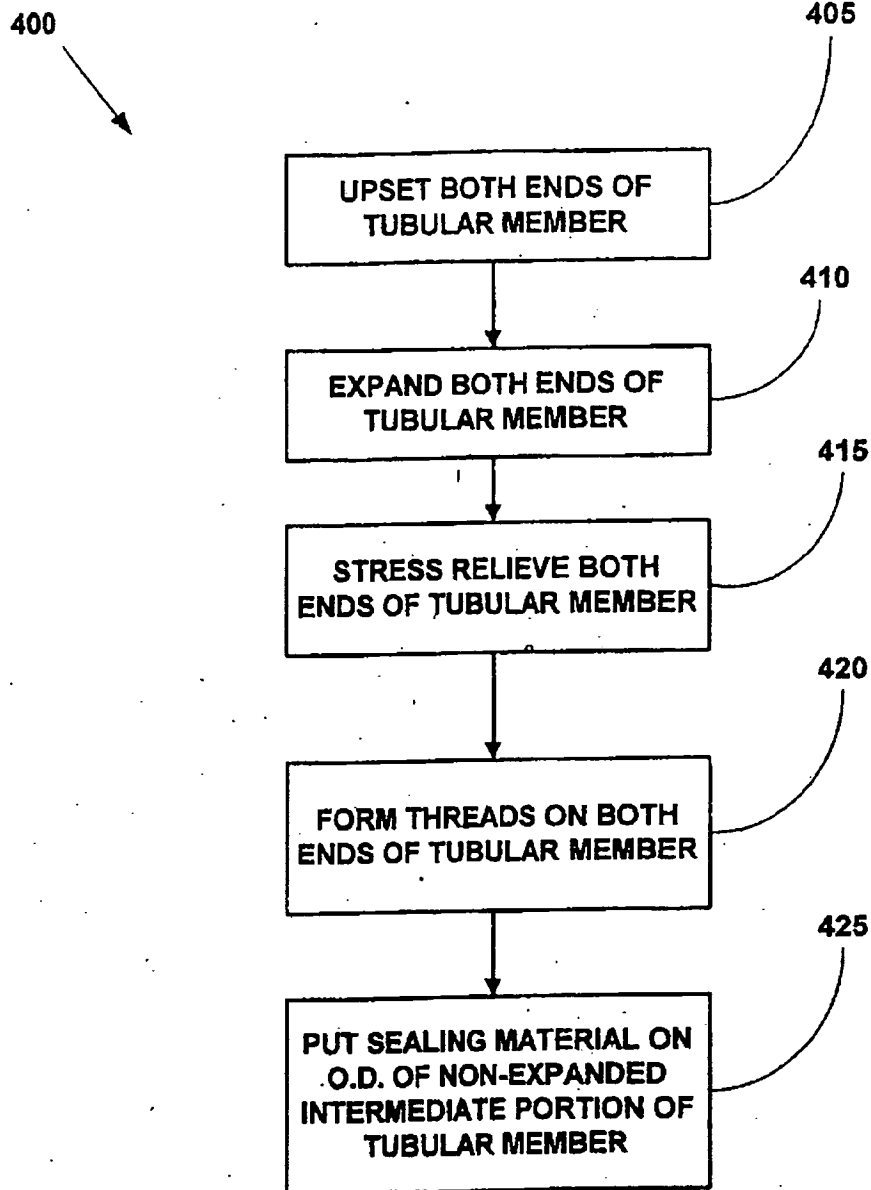 400
405
UPSET BOTH ENDS OF
TUBULAR MEMBER
410
EXPAND BOTH ENDS OF
TUBULAR MEMBER
415
STRESS RELIEVE BOTH
ENDS OF TUBULAR MEMBER
420
FORM THREADS ON BOTH
ENDS OF TUBULAR MEMBER
425
PUT SEALING MATERIAL ON
O.D. OF NON-EXPANDED
INTERMEDIATE PORTION OF
TUBULAR MEMBER